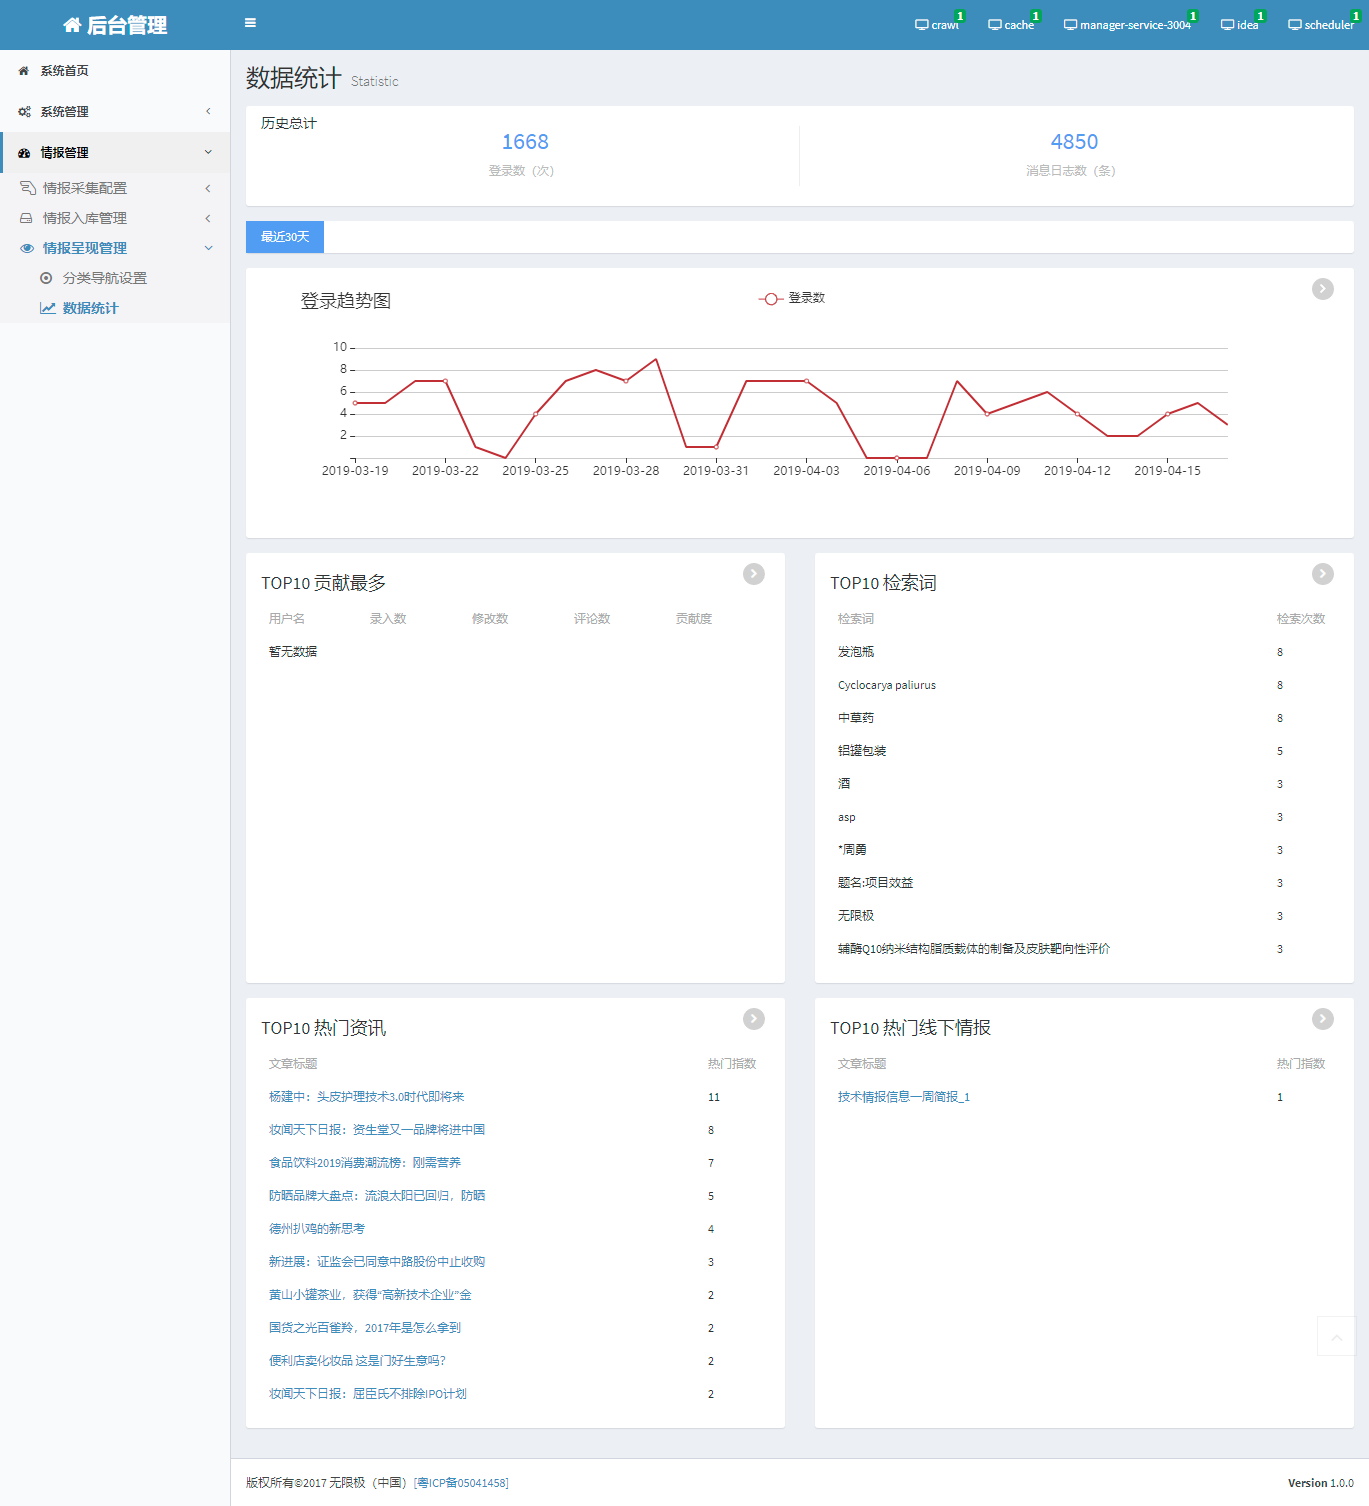 后台管理
crawl 1
cache 1
manager-service-3004 1
idea 1
scheduler 1
系统首页
系统管理
情报管理
情报采集配置
情报入库管理
情报呈现管理
分类导航设置
数据统计
数据统计 Statistic
历史总计
1668
登录数（次）
4850
消息日志数（条）
最近30天
登录趋势图
登录数
10
8
6
4
2
2019-03-19 2019-03-22 2019-03-25 2019-03-28 2019-03-31 2019-04-03 2019-04-06 2019-04-09 2019-04-12 2019-04-15
TOP10 贡献最多
用户名 录入数 修改数 评论数 贡献度
暂无数据
TOP10 检索词
检索词 检索次数
发泡瓶 8
Cyclocarya paliurus 8
中草药 8
铝罐包装 5
酒 3
asp 3
*周勇 3
题名:项目效益 3
无限极 3
辅酶Q10纳米结构脂质载体的制备及皮肤靶向性评价 3
TOP10 热门资讯
文章标题 热门指数
杨建中：头皮护理技术3.0时代即将来 11
妆闻天下日报：资生堂又一品牌将进中国 8
食品饮料2019消费潮流榜：刚需营养 7
防晒品牌大盘点：流浪太阳已回归，防晒 5
德州扒鸡的新思考 4
新进展：证监会已同意中路股份中止收购 3
黄山小罐茶业，获得“高新技术企业”金 2
国货之光百雀羚，2017年是怎么拿到 2
便利店卖化妆品 这是门好生意吗？ 2
妆闻天下日报：屈臣氏不排除IPO计划 2
TOP10 热门线下情报
文章标题 热门指数
技术情报信息一周简报_1 1
版权所有©2017 无限极（中国）[粤ICP备05041458]
Version 1.0.0